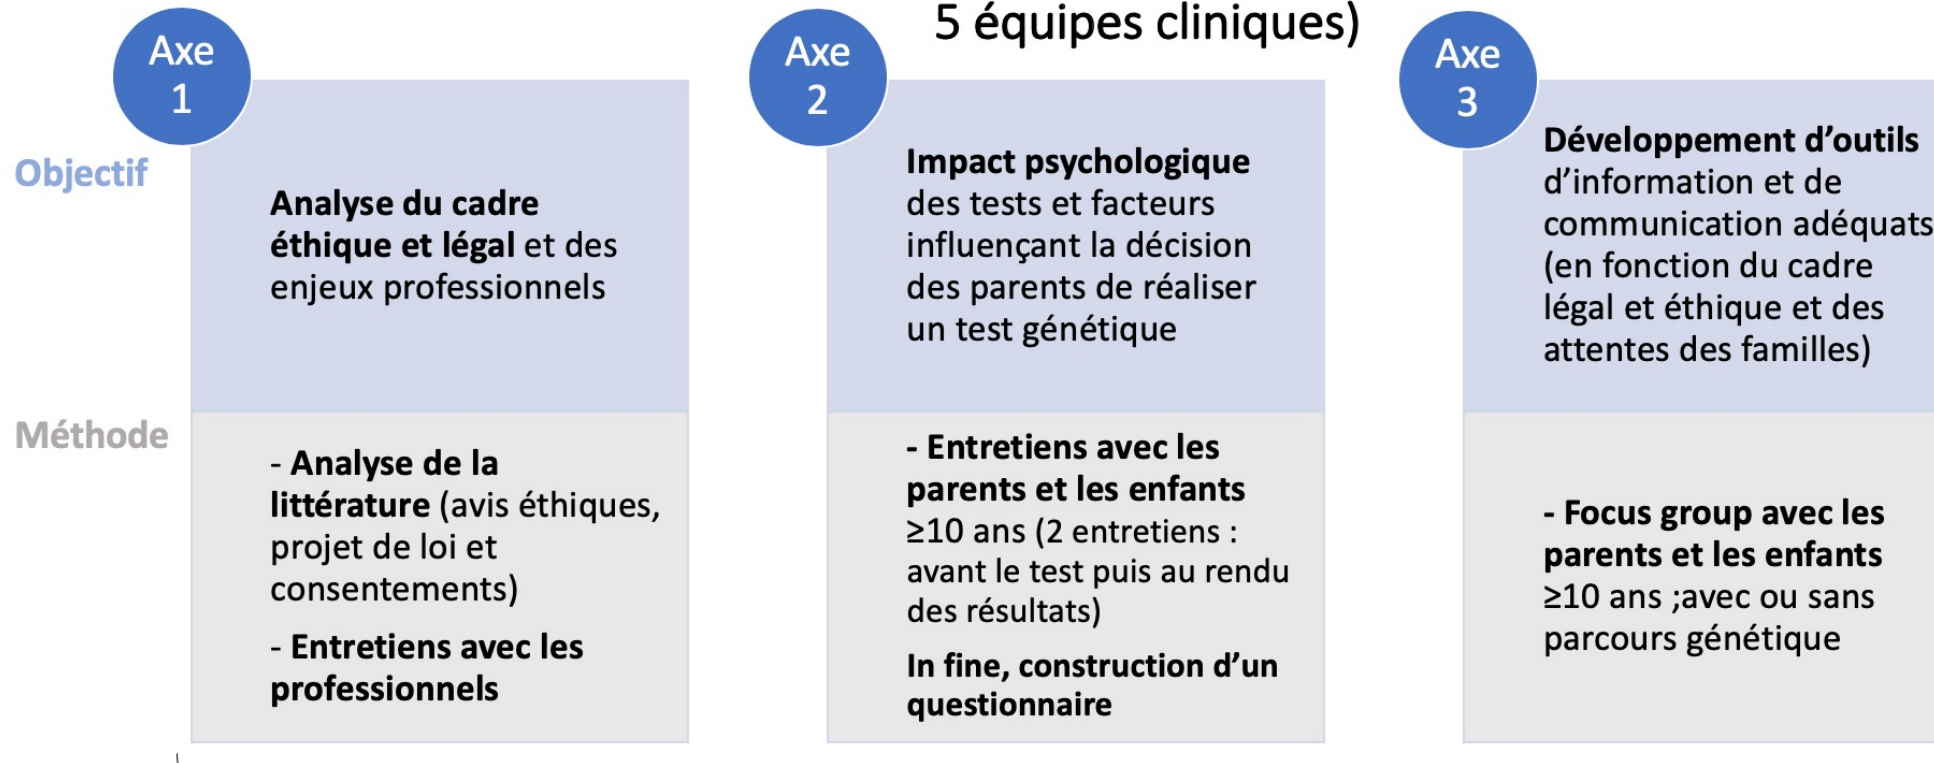 5 équipes cliniques)
Axe
1
Axe
2
Axe
3
Objectif
Analyse du cadre
éthique et légal et des
enjeux professionnels
Impact psychologique
des tests et facteurs
influençant la décision
des parents de réaliser
un test génétique
Développement d’outils
d’information et de
communication adéquats
(en fonction du cadre
légal et éthique et des
attentes des familles)
Méthode
- Analyse de la
littérature (avis éthiques,
projet de loi et
consentements)
- Entretiens avec les
professionnels
- Entretiens avec les
parents et les enfants
≥10 ans (2 entretiens :
avant le test puis au rendu
des résultats)
In fine, construction d’un
questionnaire
- Focus group avec les
parents et les enfants
≥10 ans ;avec ou sans
parcours génétique